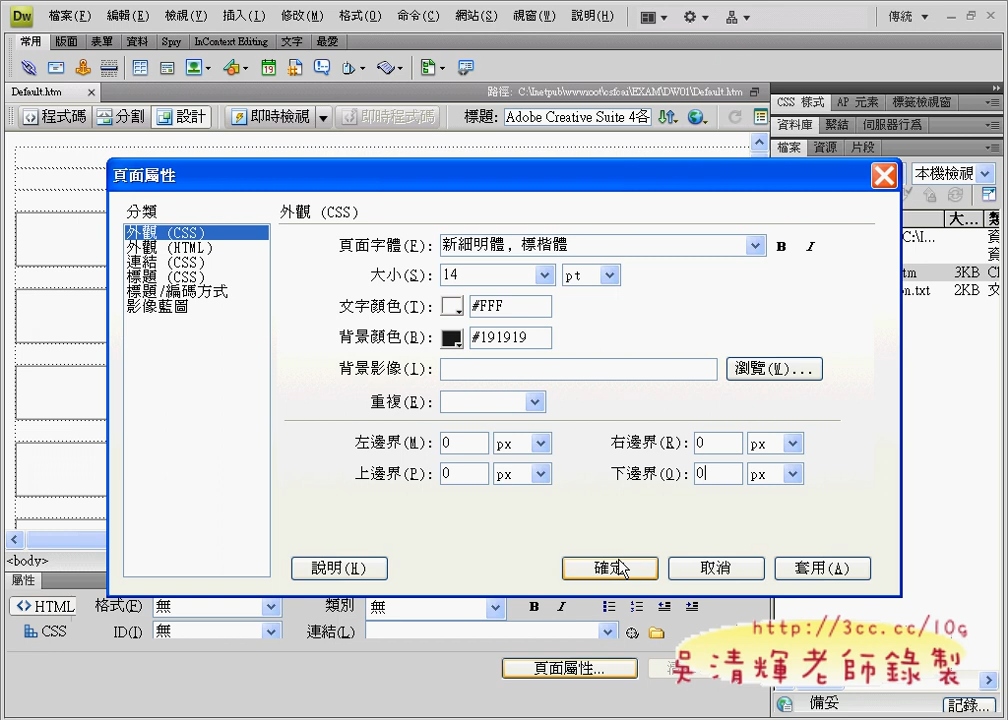 Dw 檔案(F) 編輯(E) 檢視(V) 插入(I) 修改(M) 格式(O) 命令(C) 網站(S) 視窗(W) 說明(H) 傳統
常用 版面 表單 資料 Spry InContext Editing 文字 最愛
Default.htm 路徑: C:\Inetpub\wwwroot\csf\cai\EXAM\DW01\Default.htm
程式碼 分割 設計 即時檢視 即時程式碼 標題: Adobe Creative Suite 4各
CSS 樣式 AP 元素 標籤檢視窗
資料庫 繫結 伺服器行為
檔案 資源 片段
本機檢視
大...
C:\I...
tm 3KB
n.txt 2KB 文
頁面屬性
分類
外觀 (CSS)
外觀 (HTML)
連結 (CSS)
標題 (CSS)
標題/編碼方式
影像藍圖
外觀 (CSS)
頁面字體(F): 新細明體, 標楷體 B I
大小(S): 14 pt
文字顏色(T): #FFF
背景顏色(B): #191919
背景影像(I): 瀏覽(W)...
重複(E):
左邊界(M): 0 px 右邊界(R): 0 px
上邊界(P): 0 px 下邊界(O): 0 px
說明(H) 確定 取消 套用(A)
<body>
屬性
<> HTML 格式(F) 無 類別 無 B I
CSS ID(I) 無 連結(L)
頁面屬性...
http://3cc.cc/10g
吳清輝老師錄製
備妥 記錄...